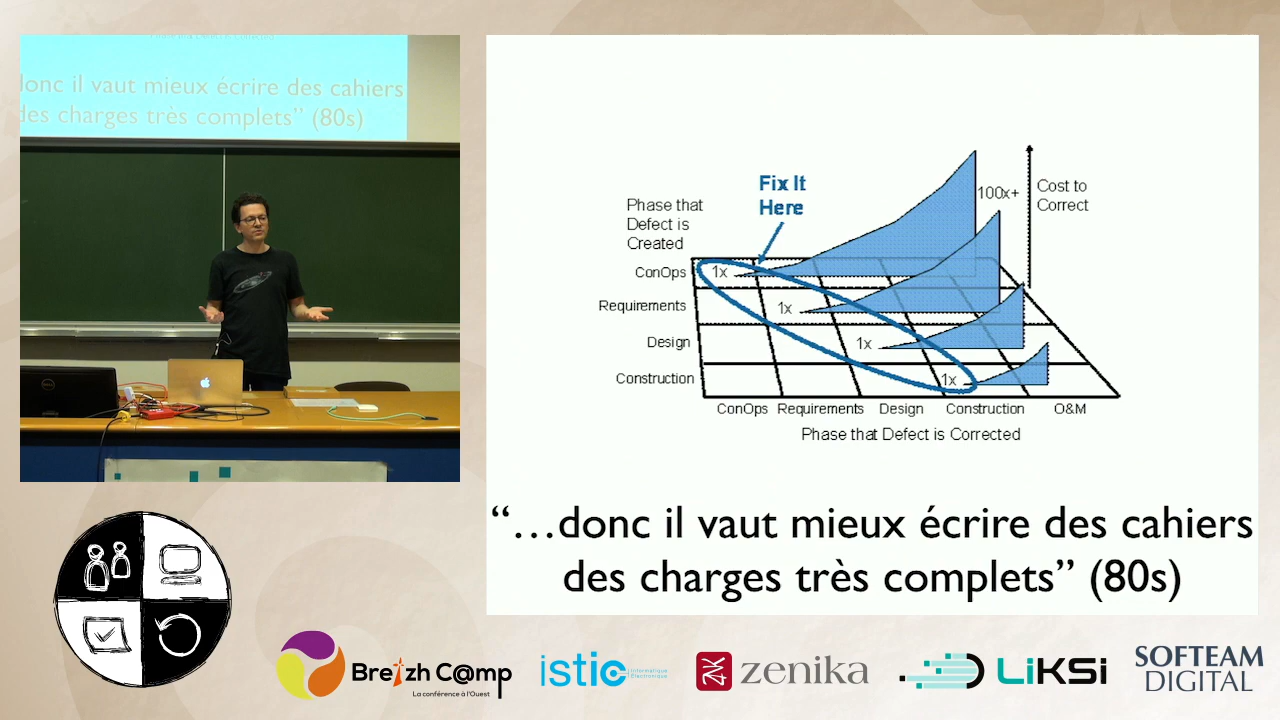 donc il vaut mieux écrire des cahiers
des charges très complets” (80s)
Fix It
Here
Phase that
Defect is
Created
100x+
Cost to
Correct
ConOps
1x
Requirements
1x
Design
1x
Construction
1x
ConOps Requirements Design Construction O&M
Phase that Defect is Corrected
“…donc il vaut mieux écrire des cahiers
des charges très complets” (80s)
Breizh C@mp
La conférence à l'Ouest
istic Informatique
Électronique
zenika
LiKSi
SOFTEAM
DIGITAL